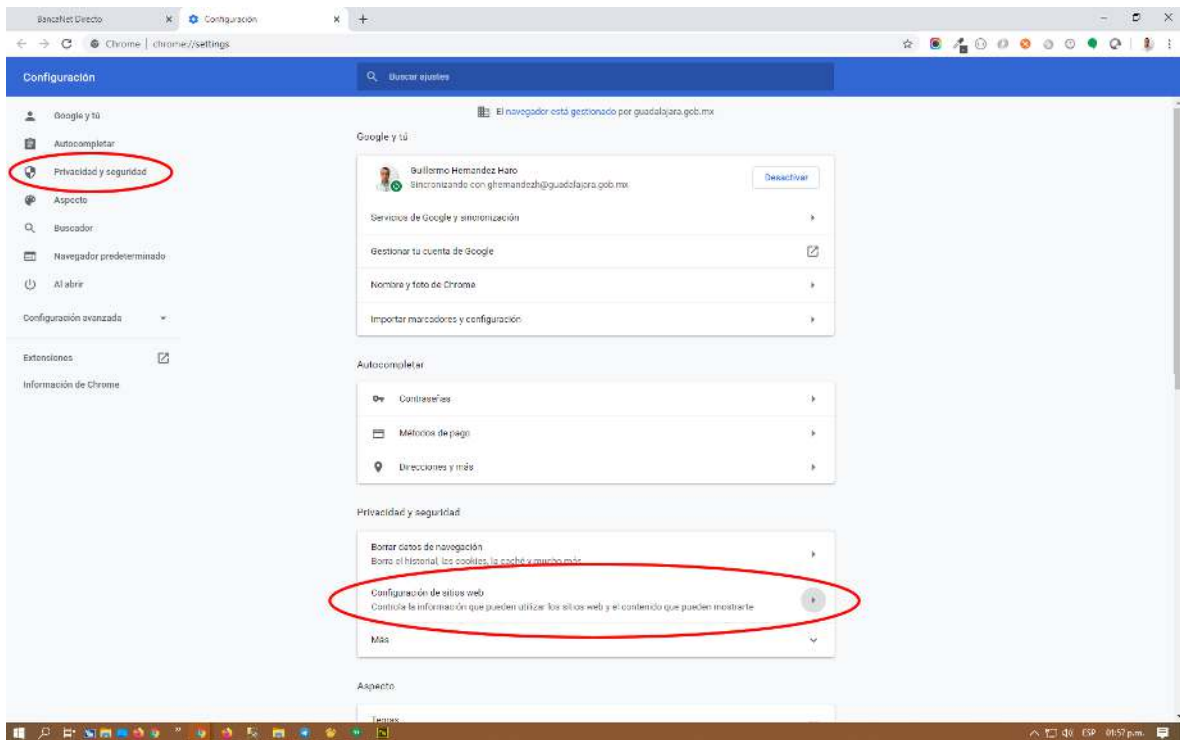 BancaNet Directo
Configuración
Chrome | chrome://settings
Configuración
Buscar ajustes
Google y tú
Autocompletar
Privacidad y seguridad
Aspecto
Buscador
Navegador predeterminado
Al abrir
Configuración avanzada
Extensiones
Información de Chrome
El navegador está gestionado por guadalajara.gob.mx
Google y tú
Guillermo Hernandez Haro
Sincronizando con ghernandezh@guadalajara.gob.mx
Desactivar
Servicios de Google y sincronización
Gestionar tu cuenta de Google
Nombre y foto de Chrome
Importar marcadores y configuración
Autocompletar
Contraseñas
Métodos de pago
Direcciones y más
Privacidad y seguridad
Borrar datos de navegación
Borra el historial, las cookies, la caché y mucho más
Configuración de sitios web
Controla la información que pueden utilizar los sitios web y el contenido que pueden mostrarte
Más
Aspecto
Temas
ESP
01:57 p.m.